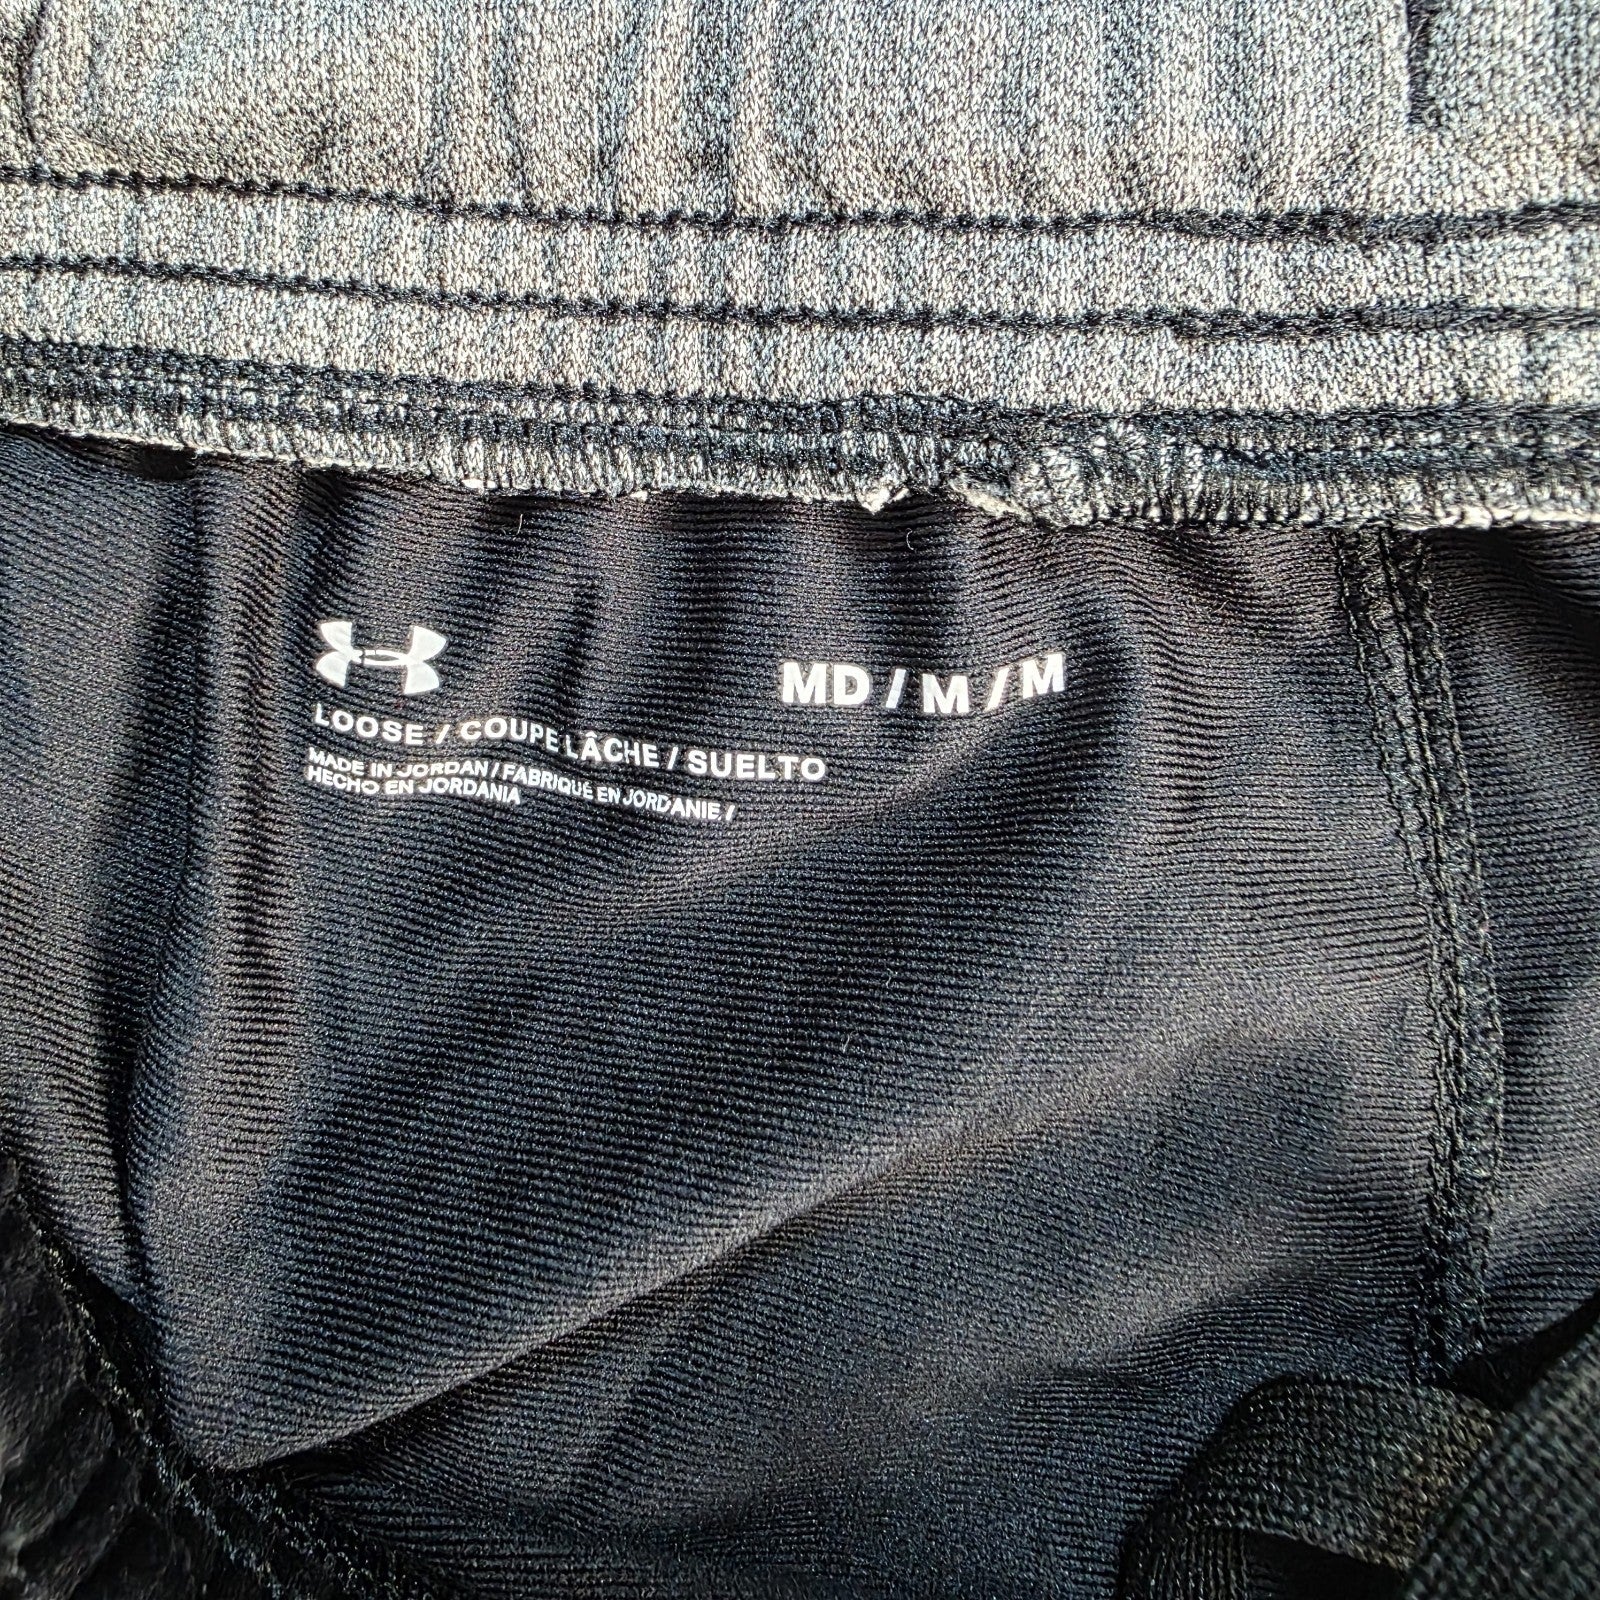 MD / M / M
LOOSE / COUPE LÂCHE / SUELTO
MADE IN JORDAN / FABRIQUÉ EN JORDANIE /
HECHO EN JORDANIA